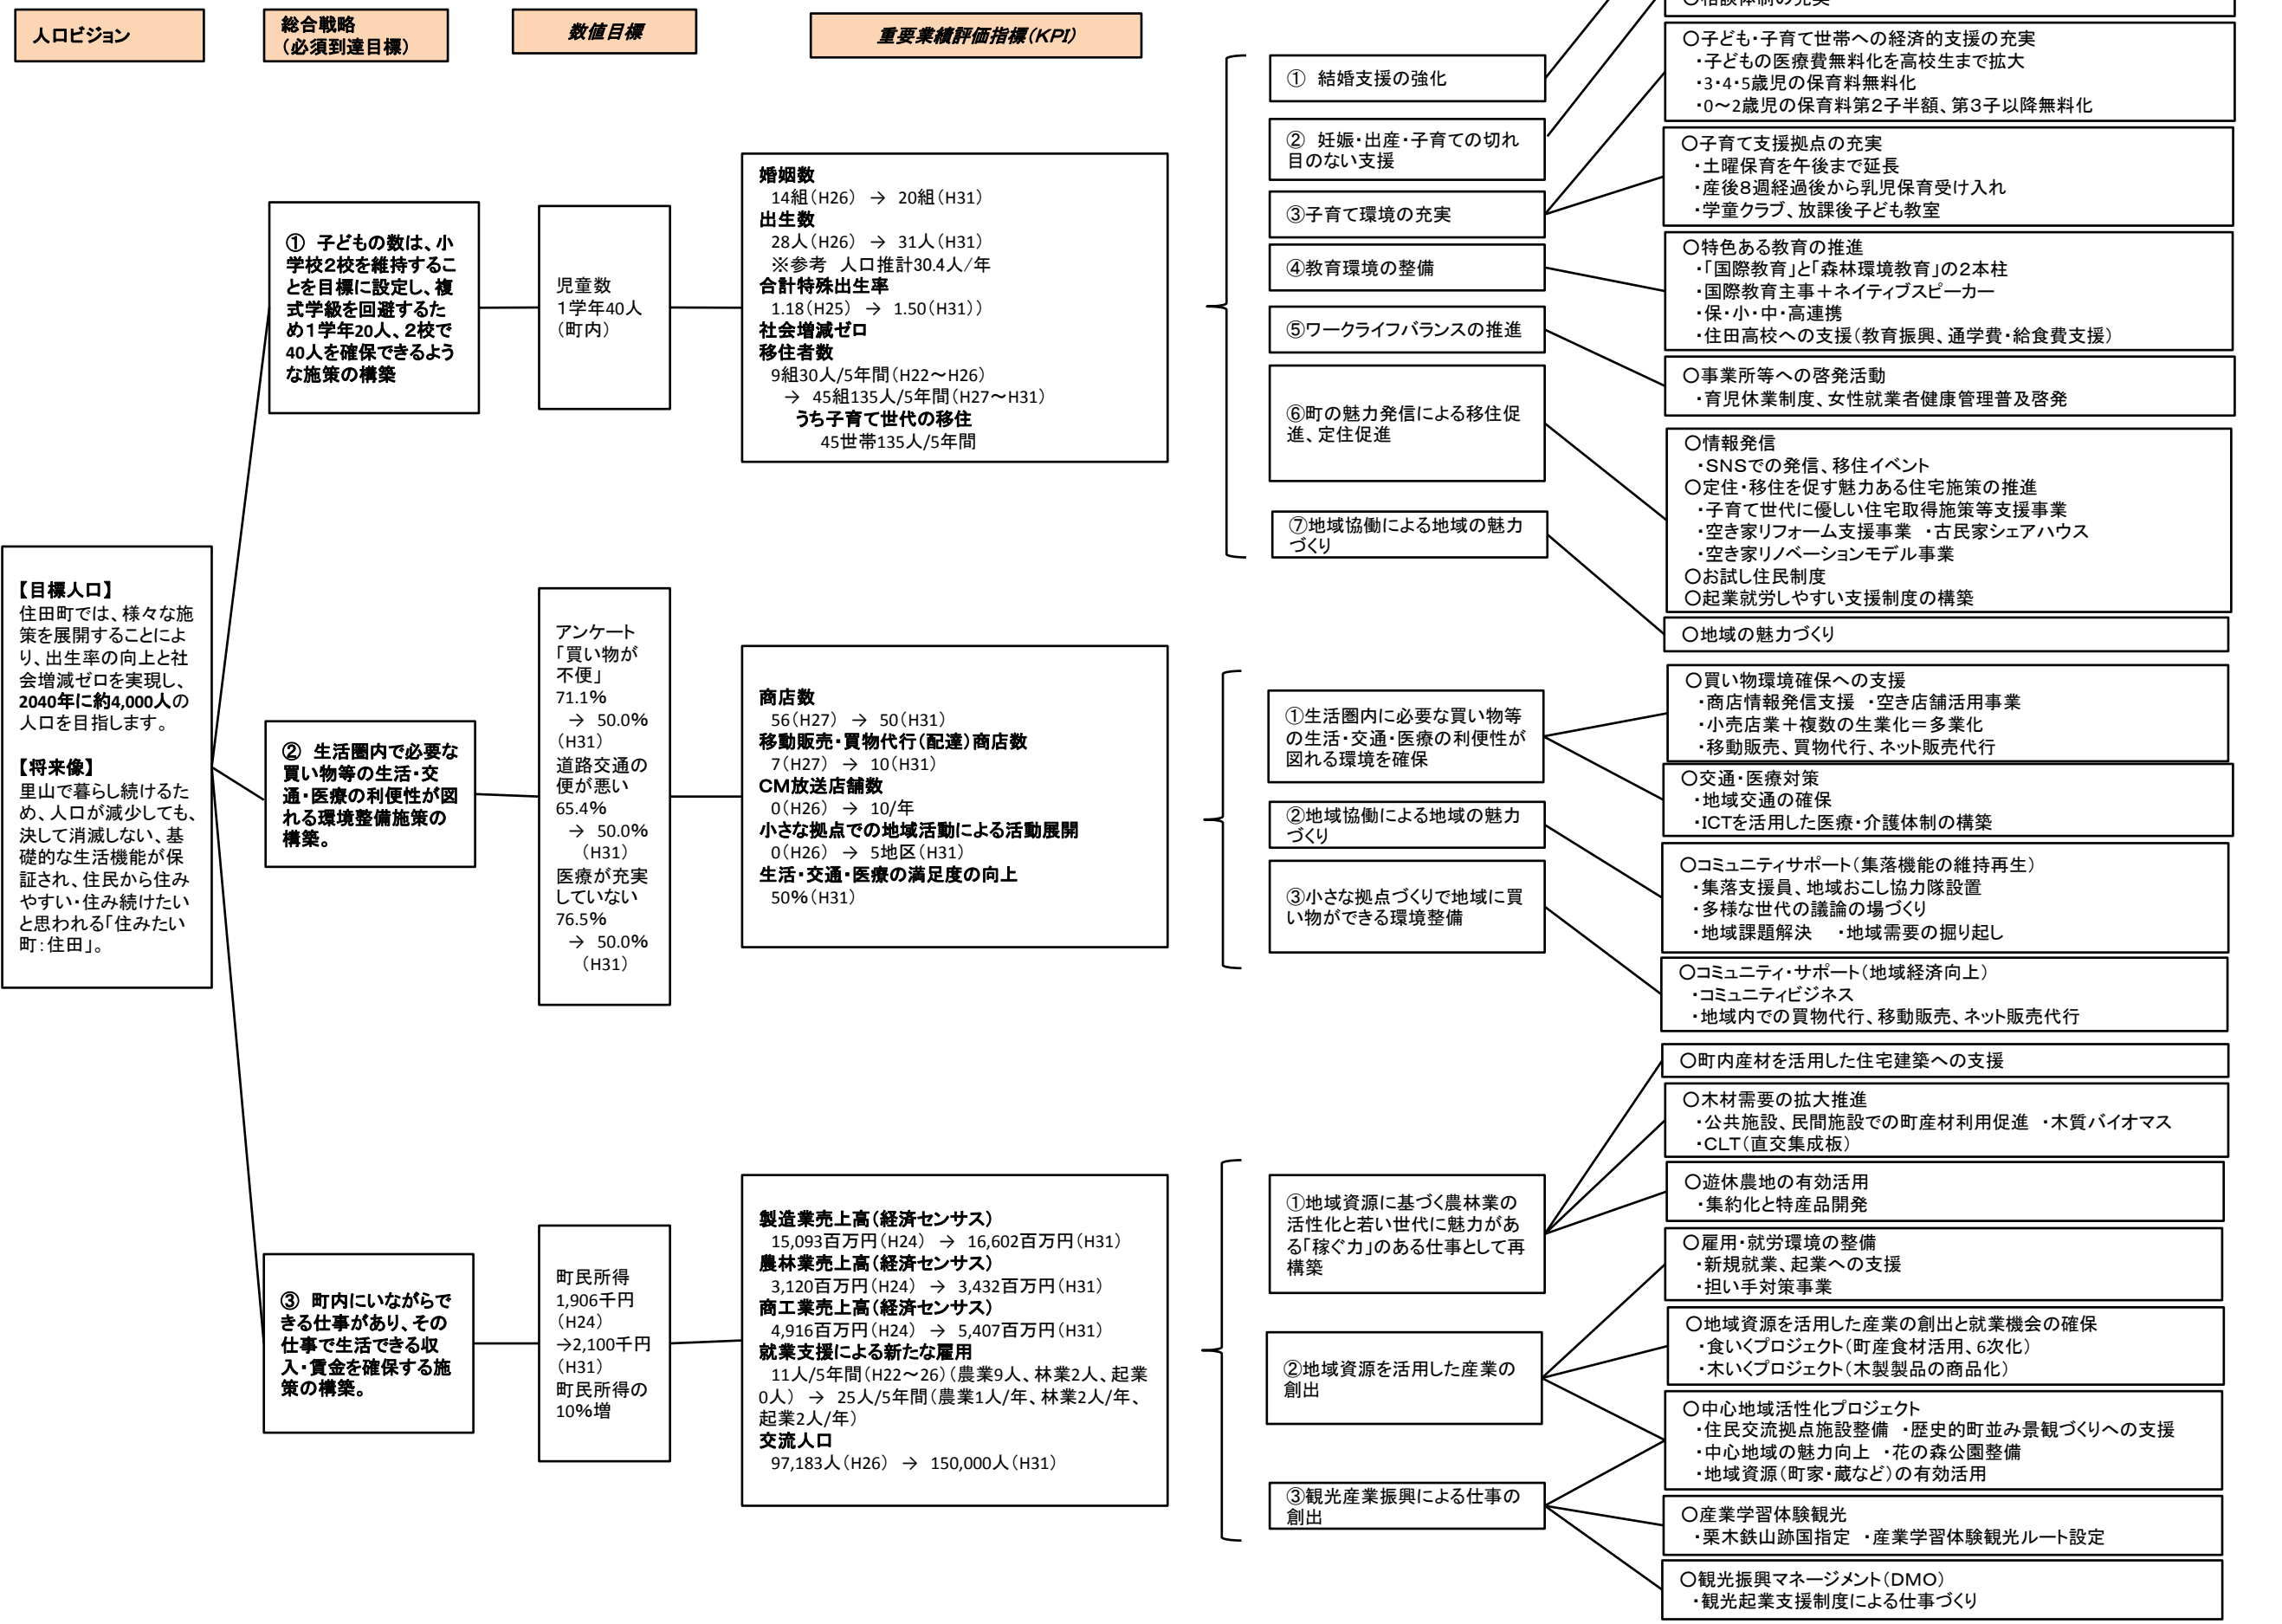 人口ビジョン
総合戦略
(必須到達目標)
数値目標
重要業績評価指標(KPI)
【目標人口】
住田町では、様々な施
策を展開することによ
り、出生率の向上と社
会増減ゼロを実現し、
2040年に約4,000人の
人口を目指します。
【将来像】
里山で暮らし続けるた
め、人口が減少しても、
決して消滅しない、基
礎的な生活機能が保
証され、住民から住み
やすい・住み続けたい
と思われる「住みたい
町:住田」。
① 子どもの数は、小
学校2校を維持するこ
とを目標に設定し、複
式学級を回避するた
め1学年20人、2校で
40人を確保できるよう
な施策の構築
児童数
1学年40人
(町内)
婚姻数
14組(H26) → 20組(H31)
出生数
28人(H26) → 31人(H31)
※参考 人口推計30.4人/年
合計特殊出生率
1.18(H25) → 1.50(H31))
社会増減ゼロ
移住者数
9組30人/5年間(H22～H26)
→ 45組135人/5年間(H27～H31)
うち子育て世代の移住
45世帯135人/5年間
① 結婚支援の強化
② 妊娠・出産・子育ての切れ
目のない支援
③子育て環境の充実
④教育環境の整備
⑤ワークライフバランスの推進
⑥町の魅力発信による移住促
進、定住促進
⑦地域協働による地域の魅力
づくり
〇子ども・子育て世帯への経済的支援の充実
・子どもの医療費無料化を高校生まで拡大
・3・4・5歳児の保育料無料化
・0～2歳児の保育料第2子半額、第3子以降無料化
〇子育て支援拠点の充実
・土曜保育を午後まで延長
・産後8週経過後から乳児保育受け入れ
・学童クラブ、放課後子ども教室
〇特色ある教育の推進
・「国際教育」と「森林環境教育」の2本柱
・国際教育主事＋ネイティブスピーカー
・保・小・中・高連携
・住田高校への支援(教育振興、通学費・給食費支援)
〇事業所等への啓発活動
・育児休業制度、女性就業者健康管理普及啓発
〇情報発信
・SNSでの発信、移住イベント
〇定住・移住を促す魅力ある住宅施策の推進
・子育て世代に優しい住宅取得施策等支援事業
・空き家リフォーム支援事業 ・古民家シェアハウス
・空き家リノベーションモデル事業
〇お試し住民制度
〇起業就労しやすい支援制度の構築
〇地域の魅力づくり
② 生活圏内で必要な
買い物等の生活・交
通・医療の利便性が図
れる環境整備施策の
構築。
アンケート
「買い物が
不便」
71.1%
→ 50.0%
(H31)
道路交通の
便が悪い
65.4%
→ 50.0%
(H31)
医療が充実
していない
76.5%
→ 50.0%
(H31)
商店数
56(H27) → 50(H31)
移動販売・買物代行(配達)商店数
7(H27) → 10(H31)
CM放送店舗数
0(H26) → 10/年
小さな拠点での地域活動による活動展開
0(H26) → 5地区(H31)
生活・交通・医療の満足度の向上
50%(H31)
①生活圏内に必要な買い物等
の生活・交通・医療の利便性が
図れる環境を確保
②地域協働による地域の魅力
づくり
③小さな拠点づくりで地域に買
い物ができる環境整備
〇買い物環境確保への支援
・商店情報発信支援 ・空き店舗活用事業
・小売店業＋複数の生業化＝多業化
・移動販売、買物代行、ネット販売代行
〇交通・医療対策
・地域交通の確保
・ICTを活用した医療・介護体制の構築
〇コミュニティサポート(集落機能の維持再生)
・集落支援員、地域おこし協力隊設置
・多様な世代の議論の場づくり
・地域課題解決 ・地域需要の掘り起し
〇コミュニティ・サポート(地域経済向上)
・コミュニティビジネス
・地域内での買物代行、移動販売、ネット販売代行
③ 町内にいながらで
きる仕事があり、その
仕事で生活できる収
入・賃金を確保する施
策の構築。
町民所得
1,906千円
(H24)
→2,100千円
(H31)
町民所得の
10%増
製造業売上高(経済センサス)
15,093百万円(H24) → 16,602百万円(H31)
農林業売上高(経済センサス)
3,120百万円(H24) → 3,432百万円(H31)
商工業売上高(経済センサス)
4,916百万円(H24) → 5,407百万円(H31)
就業支援による新たな雇用
11人/5年間(H22～26)(農業9人、林業2人、起業
0人) → 25人/5年間(農業1人/年、林業2人/年、
起業2人/年)
交流人口
97,183人(H26) → 150,000人(H31)
①地域資源に基づく農林業の
活性化と若い世代に魅力があ
る「稼ぐ力」のある仕事として再
構築
②地域資源を活用した産業の
創出
③観光産業振興による仕事の
創出
〇町内産材を活用した住宅建築への支援
〇木材需要の拡大推進
・公共施設、民間施設での町産材利用促進 ・木質バイオマス
・CLT(直交集成板)
〇遊休農地の有効活用
・集約化と特産品開発
〇雇用・就労環境の整備
・新規就業、起業への支援
・担い手対策事業
〇地域資源を活用した産業の創出と就業機会の確保
・食いくプロジェクト(町産食材活用、6次化)
・木いくプロジェクト(木製製品の商品化)
〇中心地域活性化プロジェクト
・住民交流拠点施設整備 ・歴史的町並み景観づくりへの支援
・中心地域の魅力向上 ・花の森公園整備
・地域資源(町家・蔵など)の有効活用
〇産業学習体験観光
・栗木鉄山跡国指定 ・産業学習体験観光ルート設定
〇観光振興マネージメント(DMO)
・観光起業支援制度による仕事づくり